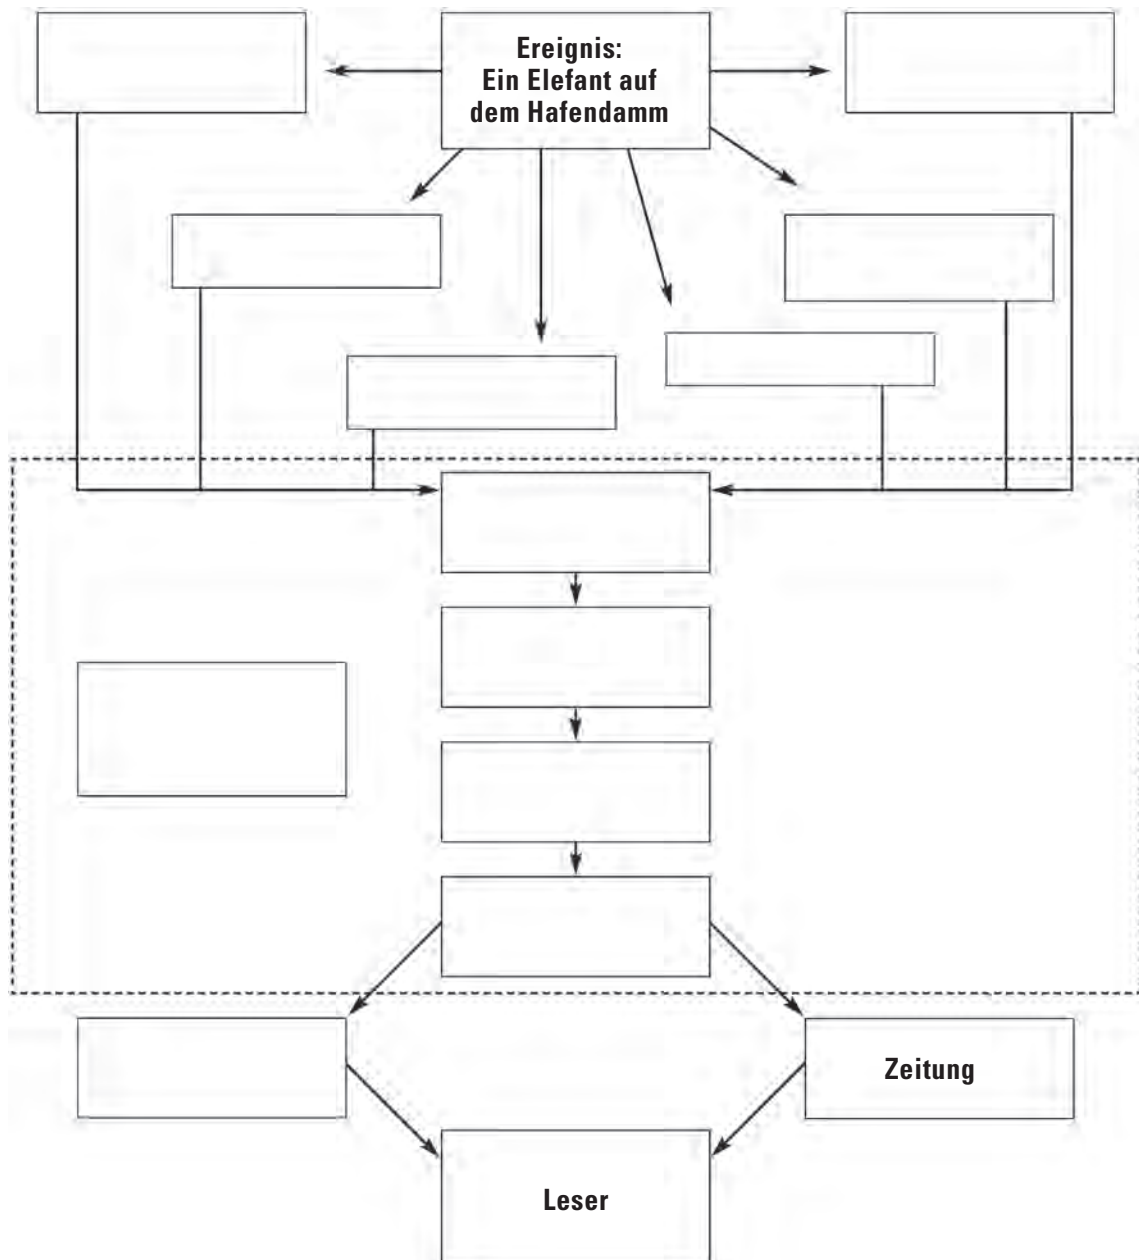 Ereignis:
Ein Elefant auf
dem Hafendamm
Zeitung
Leser